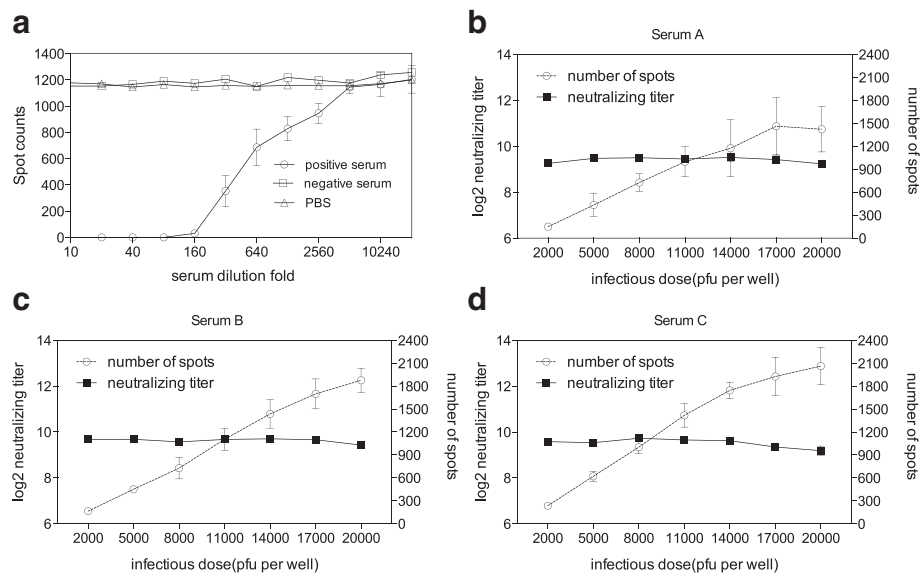 a
1400
1200
1000
800
600
400
200
0
Spot counts
positive serum
negative serum
PBS
10 40 160 640 2560 10240
serum dilution fold
b
Serum A
14
12
10
8
6
log2 neutralizing titer
number of spots
neutralizing titer
2400
2100
1800
1500
1200
900
600
300
0
number of spots
2000 5000 8000 11000 14000 17000 20000
infectious dose(pfu per well)
c
Serum B
14
12
10
8
6
log2 neutralizing titer
number of spots
neutralizing titer
2400
2100
1800
1500
1200
900
600
300
0
number of spots
2000 5000 8000 11000 14000 17000 20000
infectious dose(pfu per well)
d
Serum C
14
12
10
8
6
log2 neutralizing titer
number of spots
neutralizing titer
2400
2100
1800
1500
1200
900
600
300
0
number of spots
2000 5000 8000 11000 14000 17000 20000
infectious dose(pfu per well)